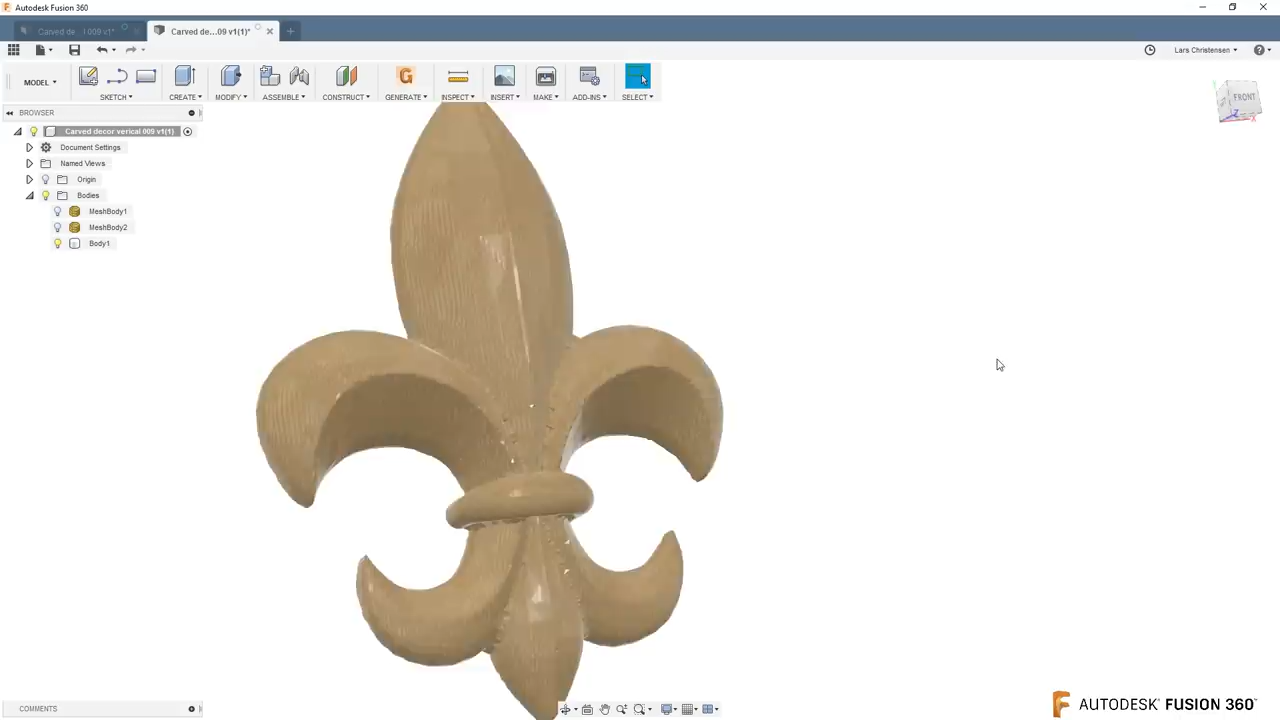 Autodesk Fusion 360
Carved de...l 009 v1*
Carved de...09 v1(1)*
Lars Christensen
MODEL
SKETCH
CREATE
MODIFY
ASSEMBLE
CONSTRUCT
GENERATE
INSPECT
INSERT
MAKE
ADD-INS
SELECT
FRONT
BROWSER
Carved decor verical 009 v1(1)
Document Settings
Named Views
Origin
Bodies
MeshBody1
MeshBody2
Body1
COMMENTS
AUTODESK® FUSION 360™